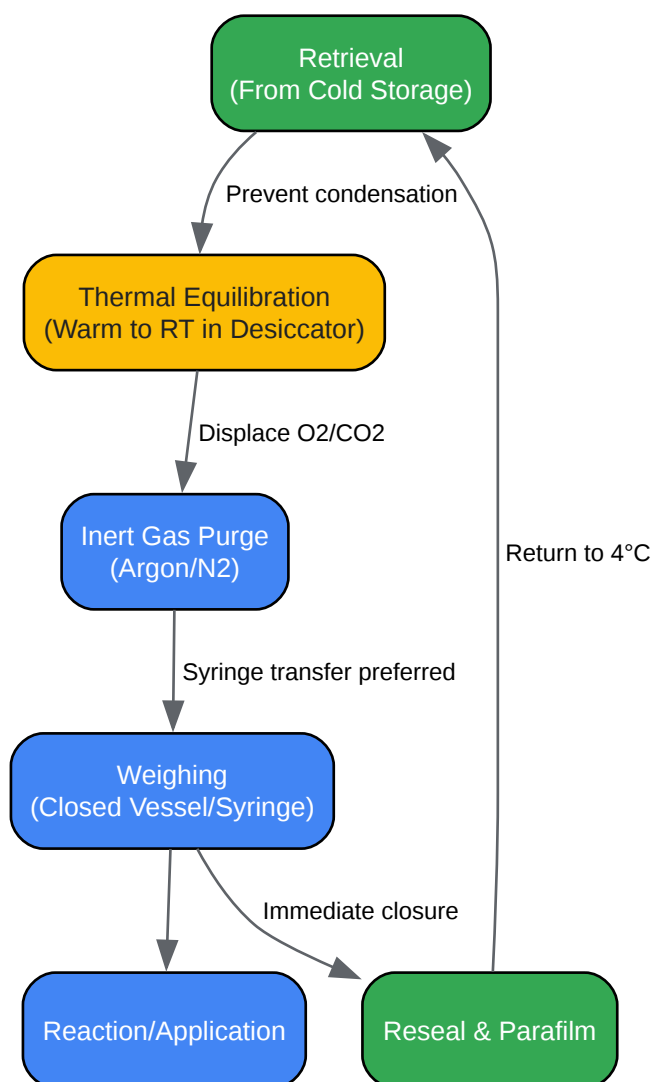 Retrieval
(From Cold Storage)
Prevent condensation
Thermal Equilibration
(Warm to RT in Desiccator)
Displace O2/CO2
Inert Gas Purge
(Argon/N2)
Return to 4°C
Syringe transfer preferred
Weighing
(Closed Vessel/Syringe)
Immediate closure
Reaction/Application
Reseal & Parafilm